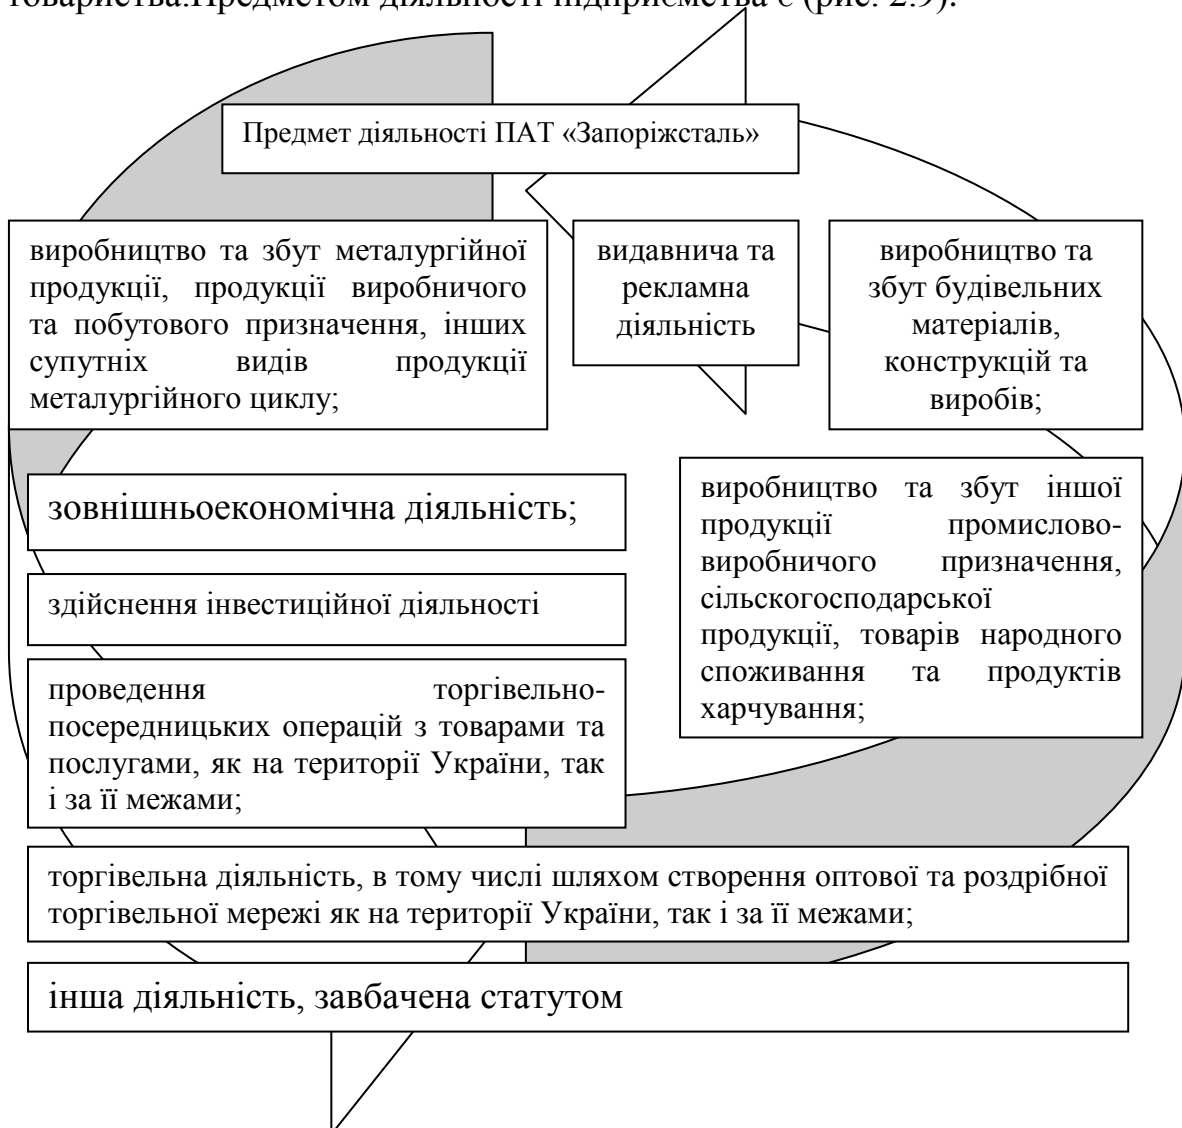 товариства.Предметом діяльності підприємства є (рис. 2.9).
Предмет діяльності ПАТ «Запоріжсталь»
виробництво та збут металургійної
продукції, продукції виробничого
та побутового призначення, інших
супутніх видів продукції
металургійного циклу;
видавнича та
рекламна
діяльність
виробництво та
збут будівельних
матеріалів,
конструкцій та
виробів;
зовнішньоекономічна діяльність;
здійснення інвестиційної діяльності
проведення торгівельно-
посередницьких операцій з товарами та
послугами, як на території України, так
і за її межами;
виробництво та збут іншої
продукції промислово-
виробничого призначення,
сільскогосподарської
продукції, товарів народного
споживання та продуктів
харчування;
торгівельна діяльність, в тому числі шляхом створення оптової та роздрібної
торгівельної мережі як на території України, так і за її межами;
інша діяльність, завбачена статутом